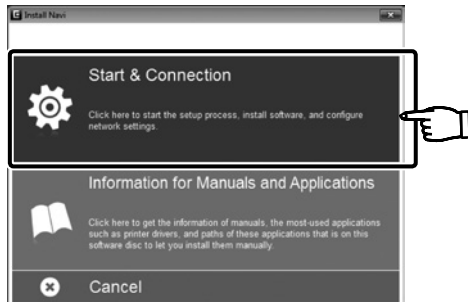 Install Navi
Start & Connection
Click here to start the setup process, install software, and configure
network settings.
Information for Manuals and Applications
Click here to get the information of manuals, the most-used applications
such as printer drivers, and paths of these applications that is on this
software disc to let you install them manually.
Cancel